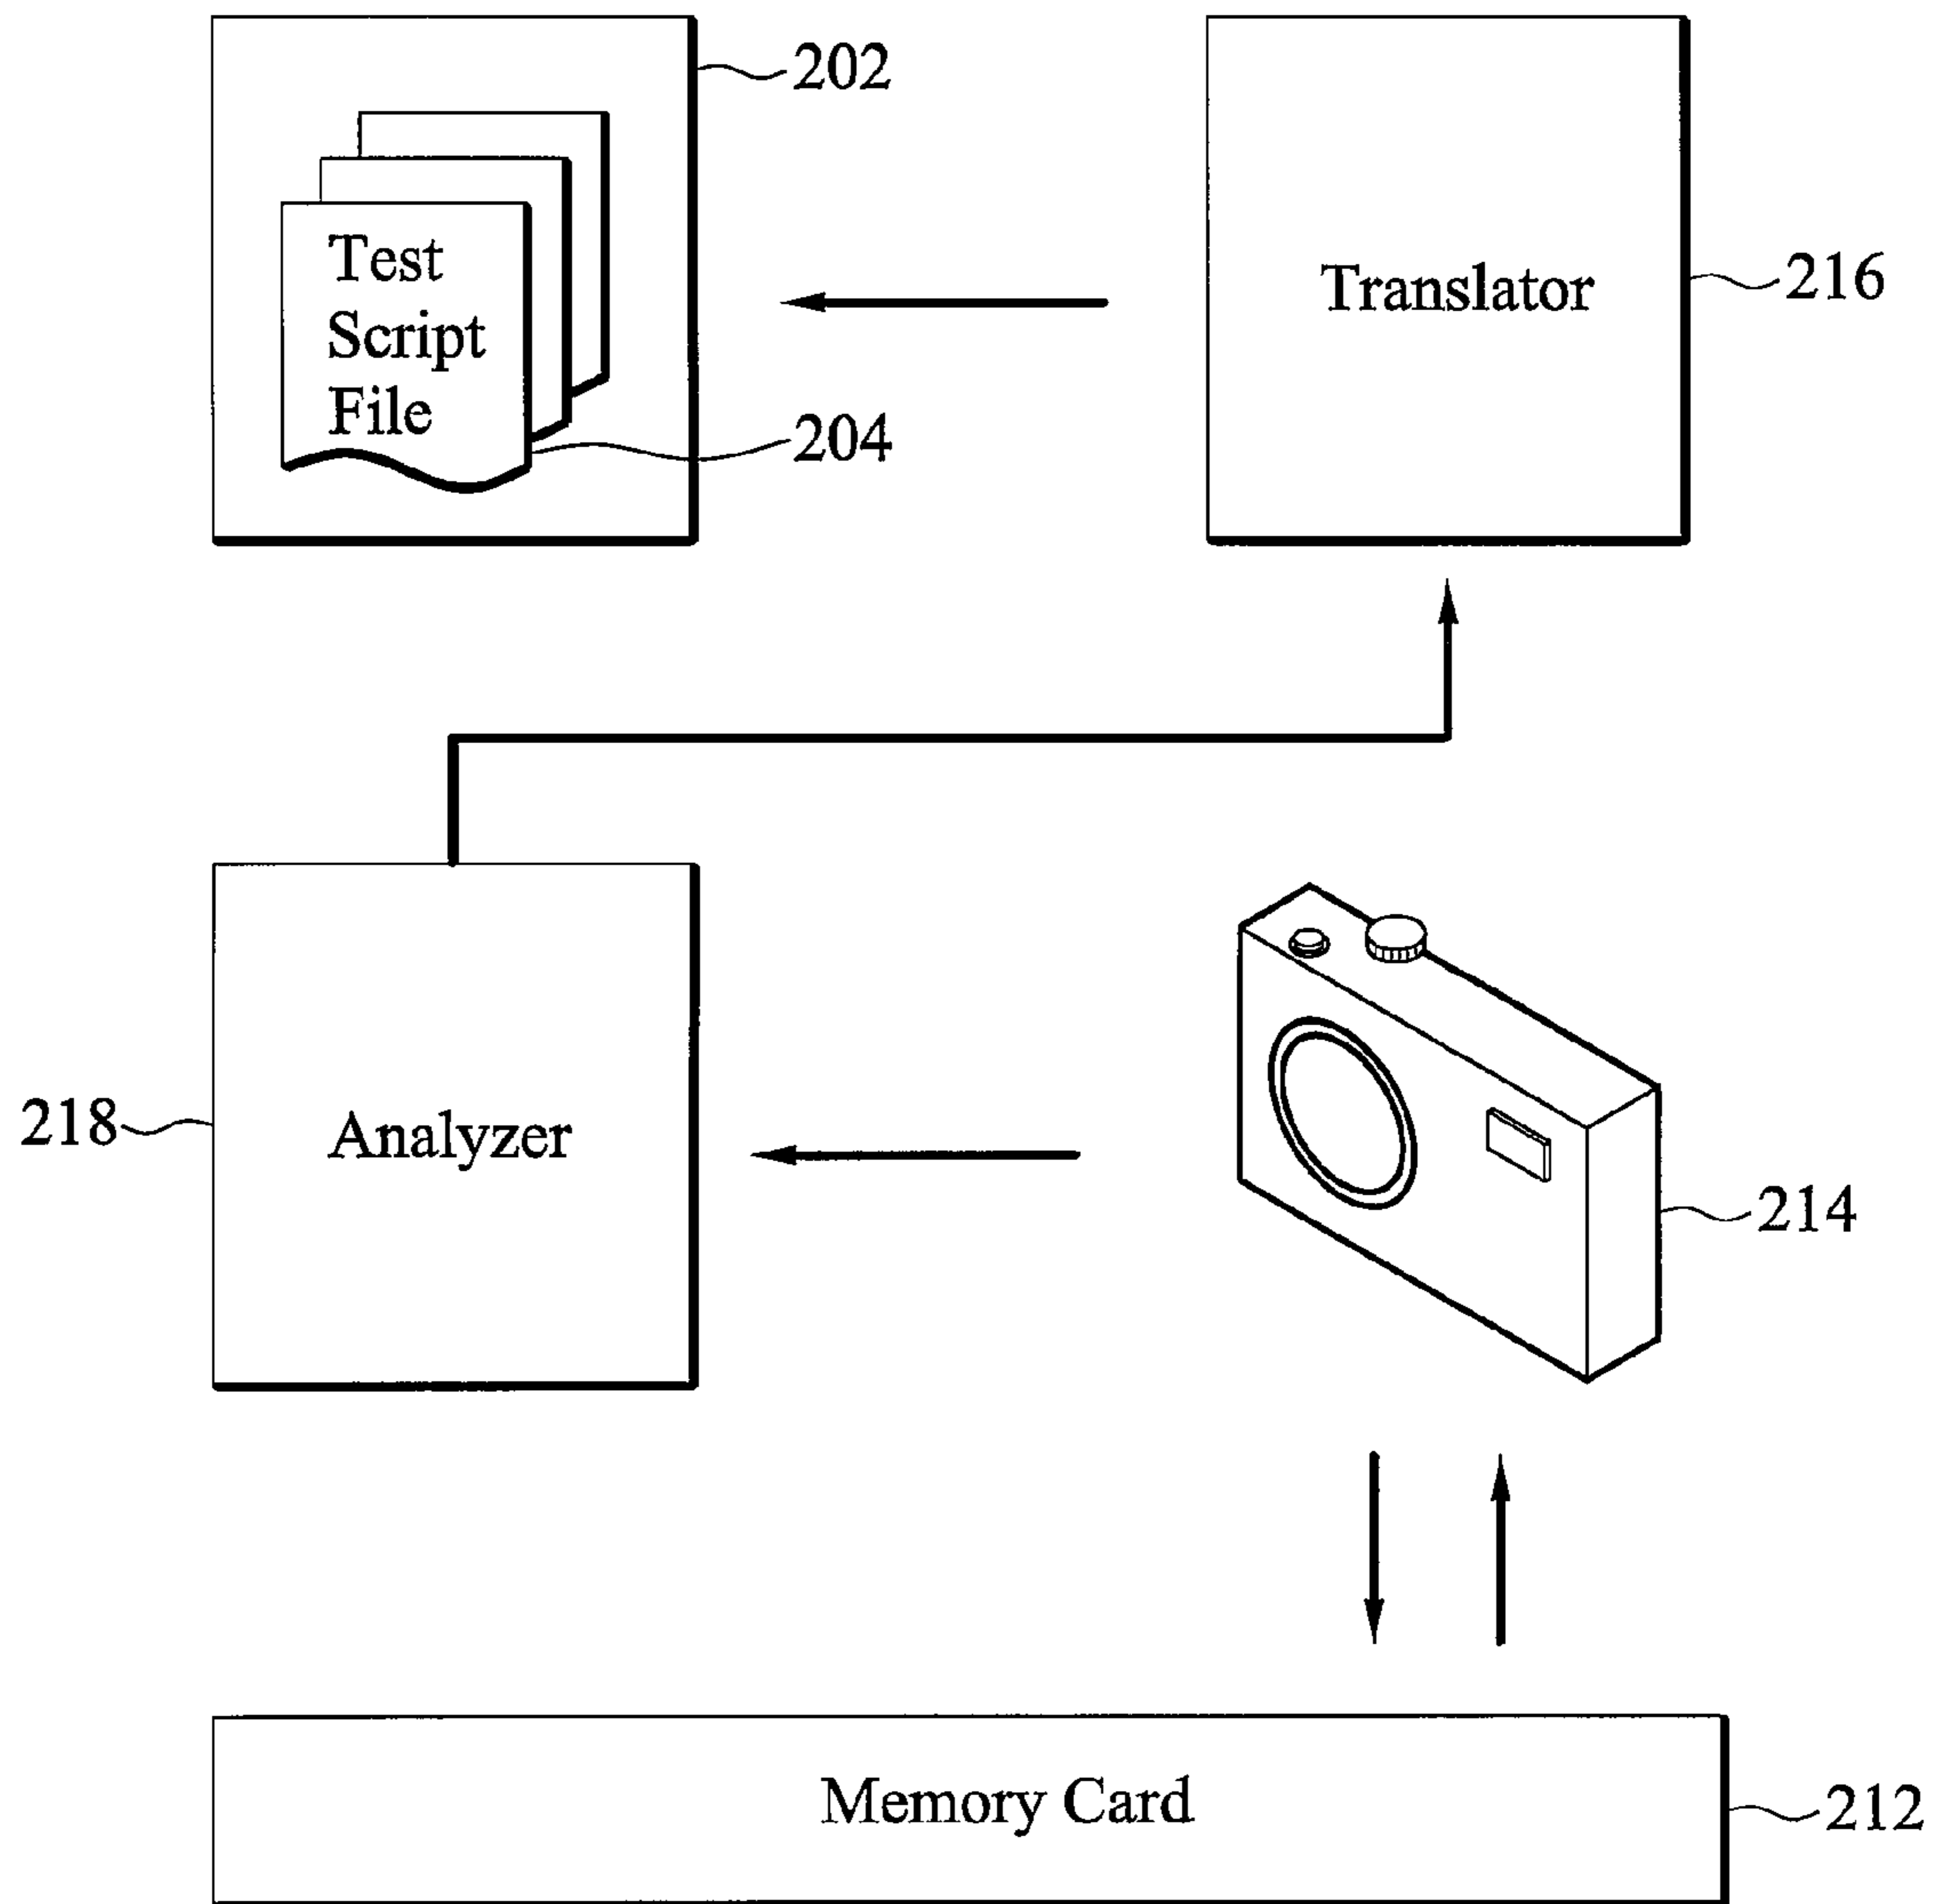 202
Test
Script
File
204
Translator
216
218
Analyzer
214
Memory Card
212